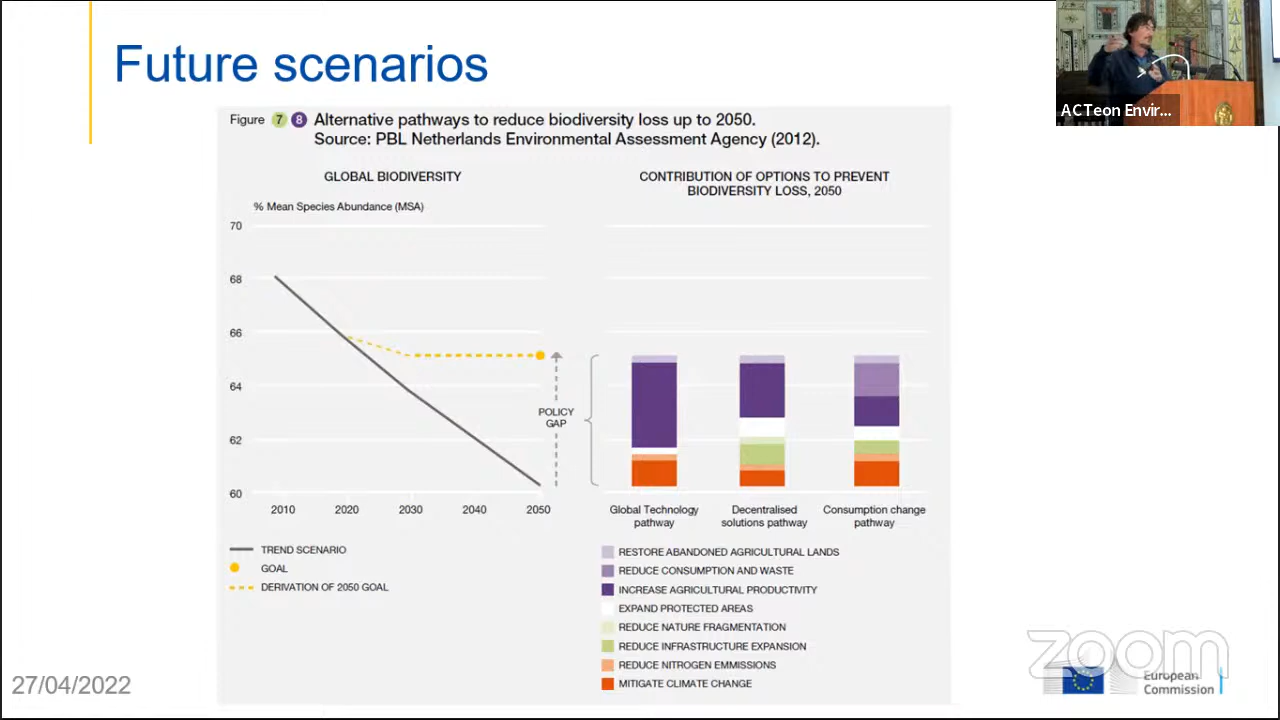 Future scenarios
ACTeon Envir...
Figure 7 8 Alternative pathways to reduce biodiversity loss up to 2050.
Source: PBL Netherlands Environmental Assessment Agency (2012).
GLOBAL BIODIVERSITY
% Mean Species Abundance (MSA)
70
68
66
64
62
60
2010 2020 2030 2040 2050
POLICY
GAP
TREND SCENARIO
GOAL
DERIVATION OF 2050 GOAL
CONTRIBUTION OF OPTIONS TO PREVENT
BIODIVERSITY LOSS, 2050
Global Technology
pathway
Decentralised
solutions pathway
Consumption change
pathway
RESTORE ABANDONED AGRICULTURAL LANDS
REDUCE CONSUMPTION AND WASTE
INCREASE AGRICULTURAL PRODUCTIVITY
EXPAND PROTECTED AREAS
REDUCE NATURE FRAGMENTATION
REDUCE INFRASTRUCTURE EXPANSION
REDUCE NITROGEN EMMISSIONS
MITIGATE CLIMATE CHANGE
27/04/2022
zoom
European
Commission